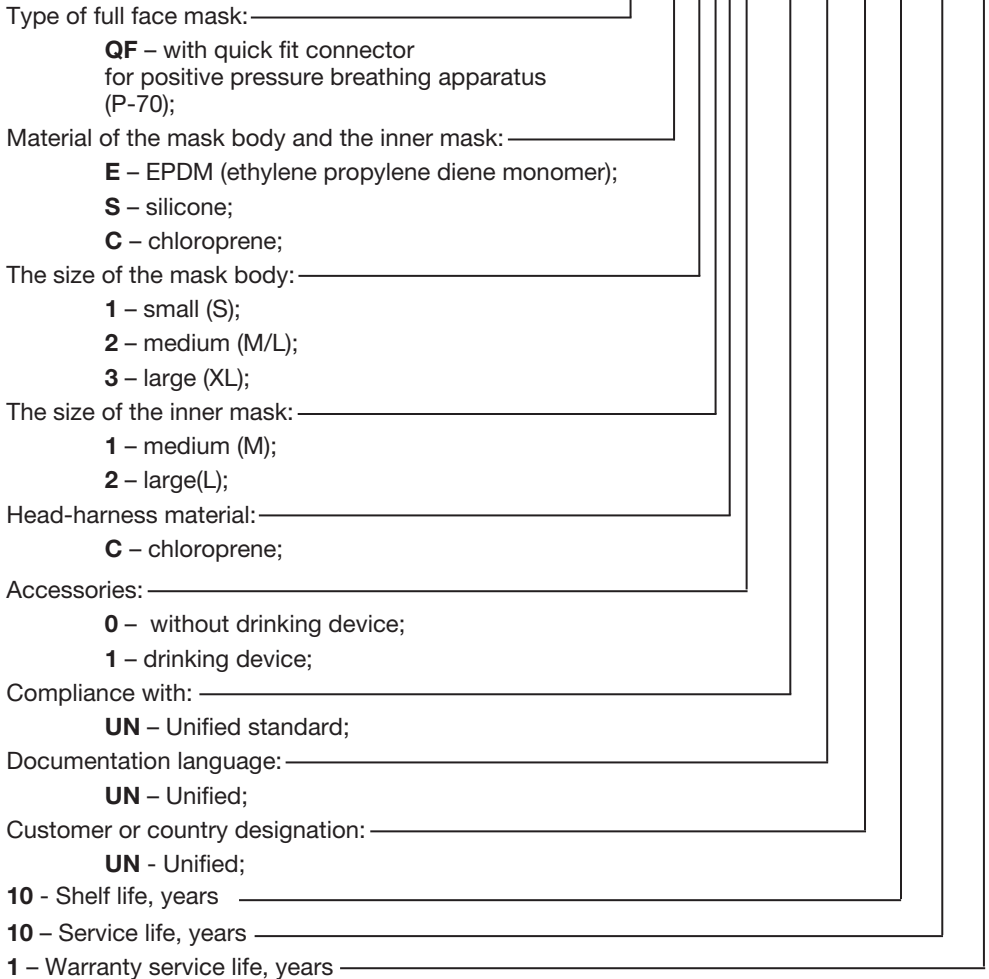 Type of full face mask:
QF – with quick fit connector
for positive pressure breathing apparatus
(P-70);
Material of the mask body and the inner mask:
E – EPDM (ethylene propylene diene monomer);
S – silicone;
C – chloroprene;
The size of the mask body:
1 – small (S);
2 – medium (M/L);
3 – large (XL);
The size of the inner mask:
1 – medium (M);
2 – large(L);
Head-harness material:
C – chloroprene;
Accessories:
0 – without drinking device;
1 – drinking device;
Compliance with:
UN – Unified standard;
Documentation language:
UN – Unified;
Customer or country designation:
UN - Unified;
10 - Shelf life, years
10 – Service life, years
1 – Warranty service life, years